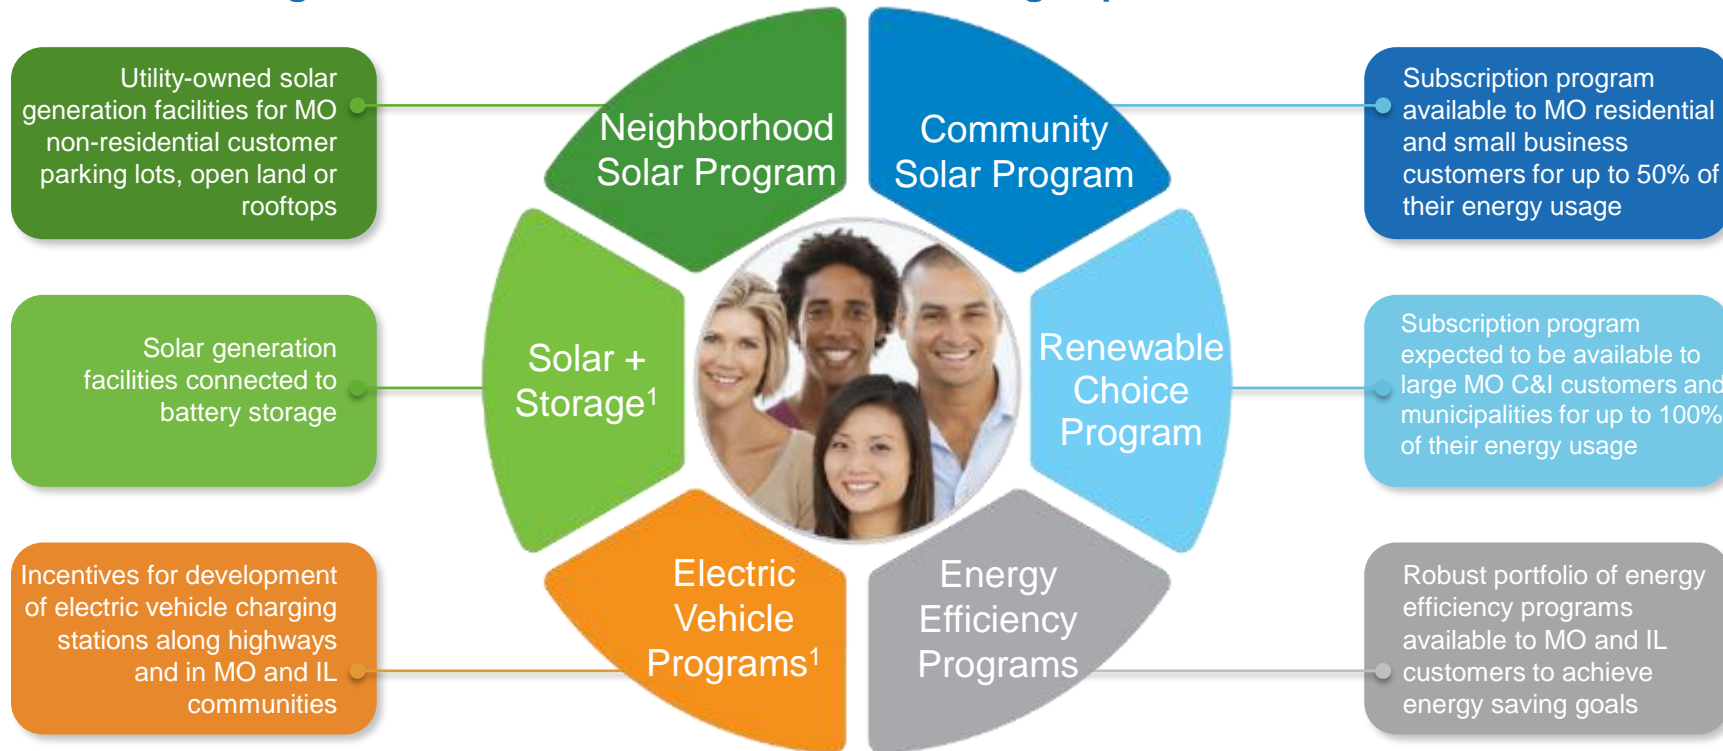 Utility-owned solar
generation facilities for MO
non-residential customer
parking lots, open land or
rooftops
Neighborhood
Solar Program
Community
Solar Program
Subscription program
available to MO residential
and small business
customers for up to 50% of
their energy usage
Solar generation
facilities connected to
battery storage
Solar +
Storage¹
Renewable
Choice
Program
Subscription program
expected to be available to
large MO C&I customers and
municipalities for up to 100%
of their energy usage
Incentives for development
of electric vehicle charging
stations along highways
and in MO and IL
communities
Electric
Vehicle
Programs¹
Energy
Efficiency
Programs
Robust portfolio of energy
efficiency programs
available to MO and IL
customers to achieve
energy saving goals